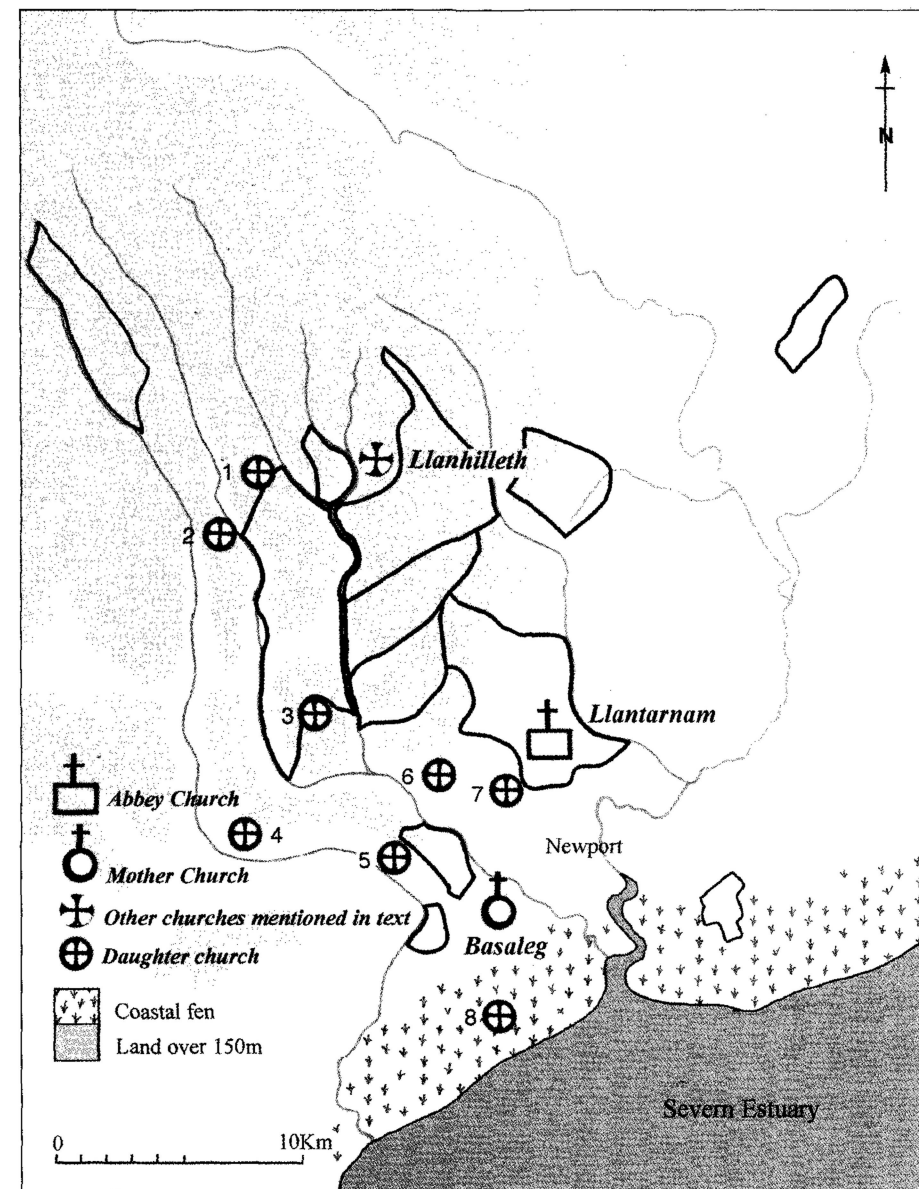 N
1
Llanhilleth
2
3
Llantarnam
6
7
Abbey Church
4
Newport
5
Mother Church
Other churches mentioned in text
Basaleg
Daughter church
Coastal fen
8
Land over 150m
Severn Estuary
0 10Km